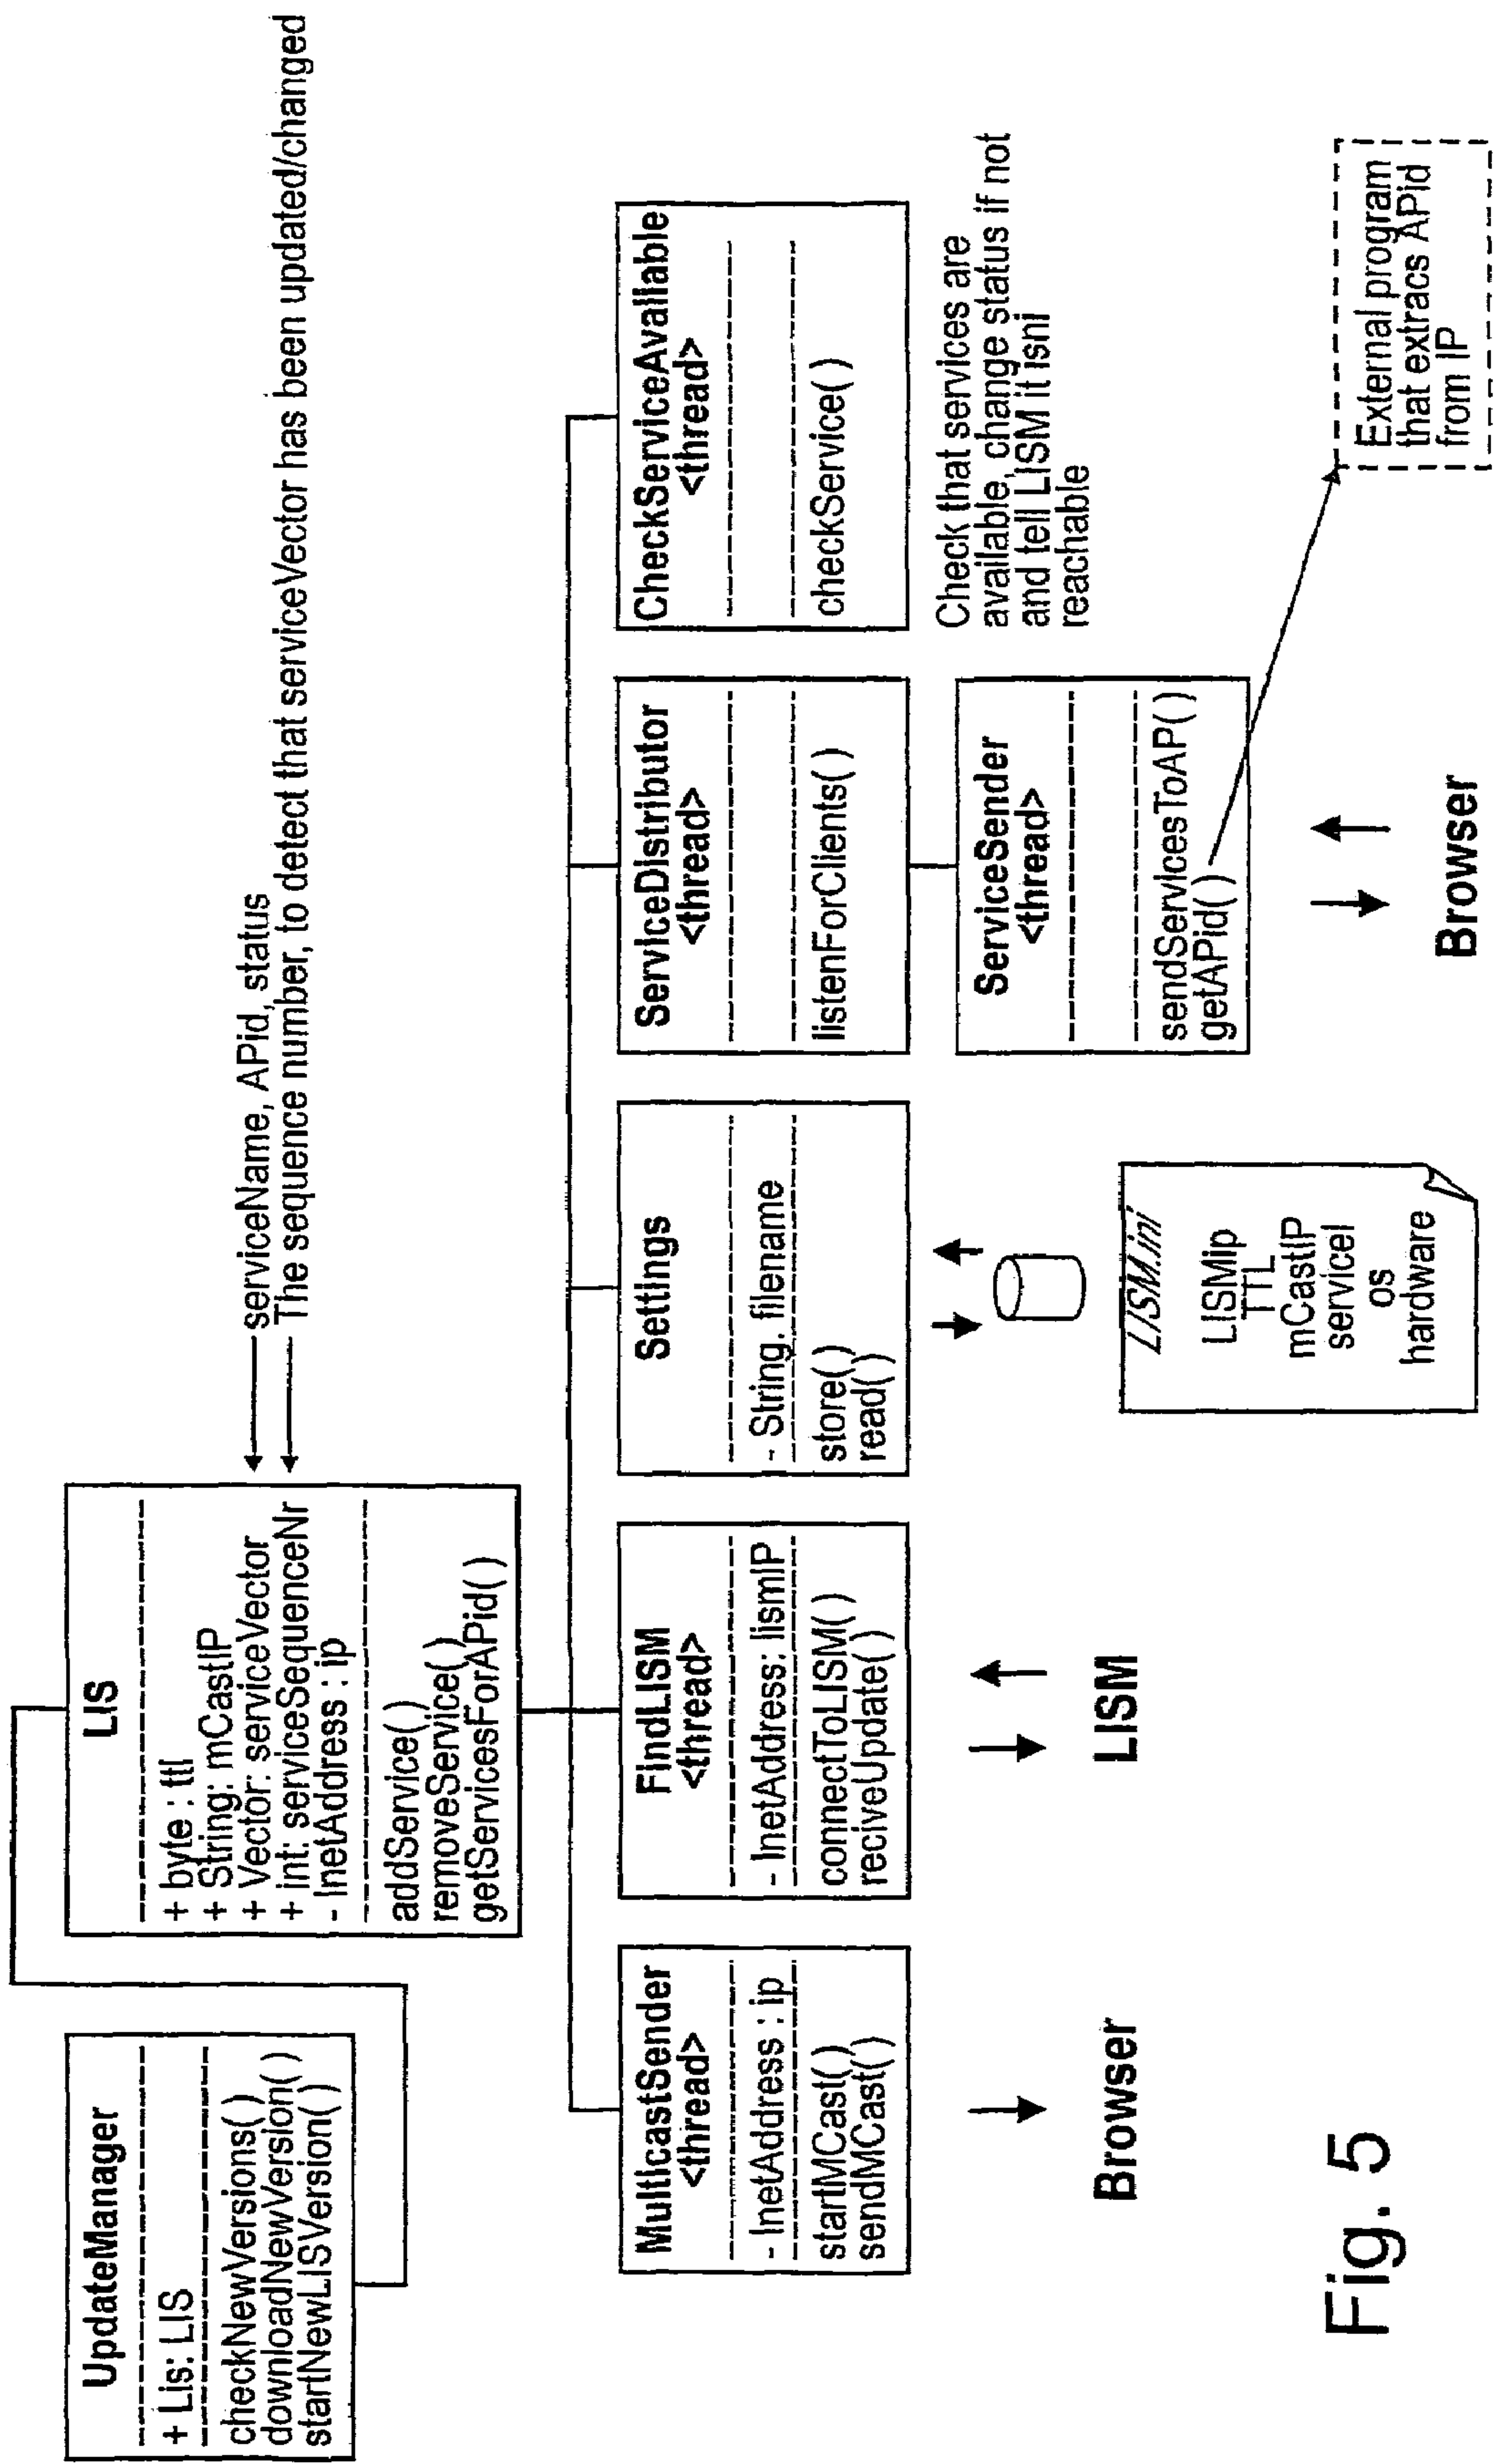 UpdateManager
+ Lis: LIS
checkNewVersions( )
downloadNewVersion( )
startNewLISVersion( )
LIS
+ byte : ttl
+ String: mCastIP
+ Vector: serviceVector
+ int: serviceSequenceNr
- InetAddress : ip
addService( )
removeService( )
getServicesForAPid( )
serviceName, APid, status
The sequence number, to detect that serviceVector has been updated/changed
MulticastSender
<thread>
- InetAddress : ip
startMCast( )
sendMCast( )
Browser
FindLISM
<thread>
- InetAddress: lismIP
connectToLISM( )
reciveUpdate( )
LISM
Settings
- String. filename
store( )
read( )
LISM.ini
LISMip
TTL
mCastIP
serviceI
os
hardware
ServiceDistributor
<thread>
listenForClients( )
ServiceSender
<thread>
sendServicesToAP( )
getAPid( )
Browser
CheckServiceAvailable
<thread>
checkService( )
Check that services are
available, change status if not
and tell LISM it isni
reachable
External program
that extracs APid
from IP
Fig. 5